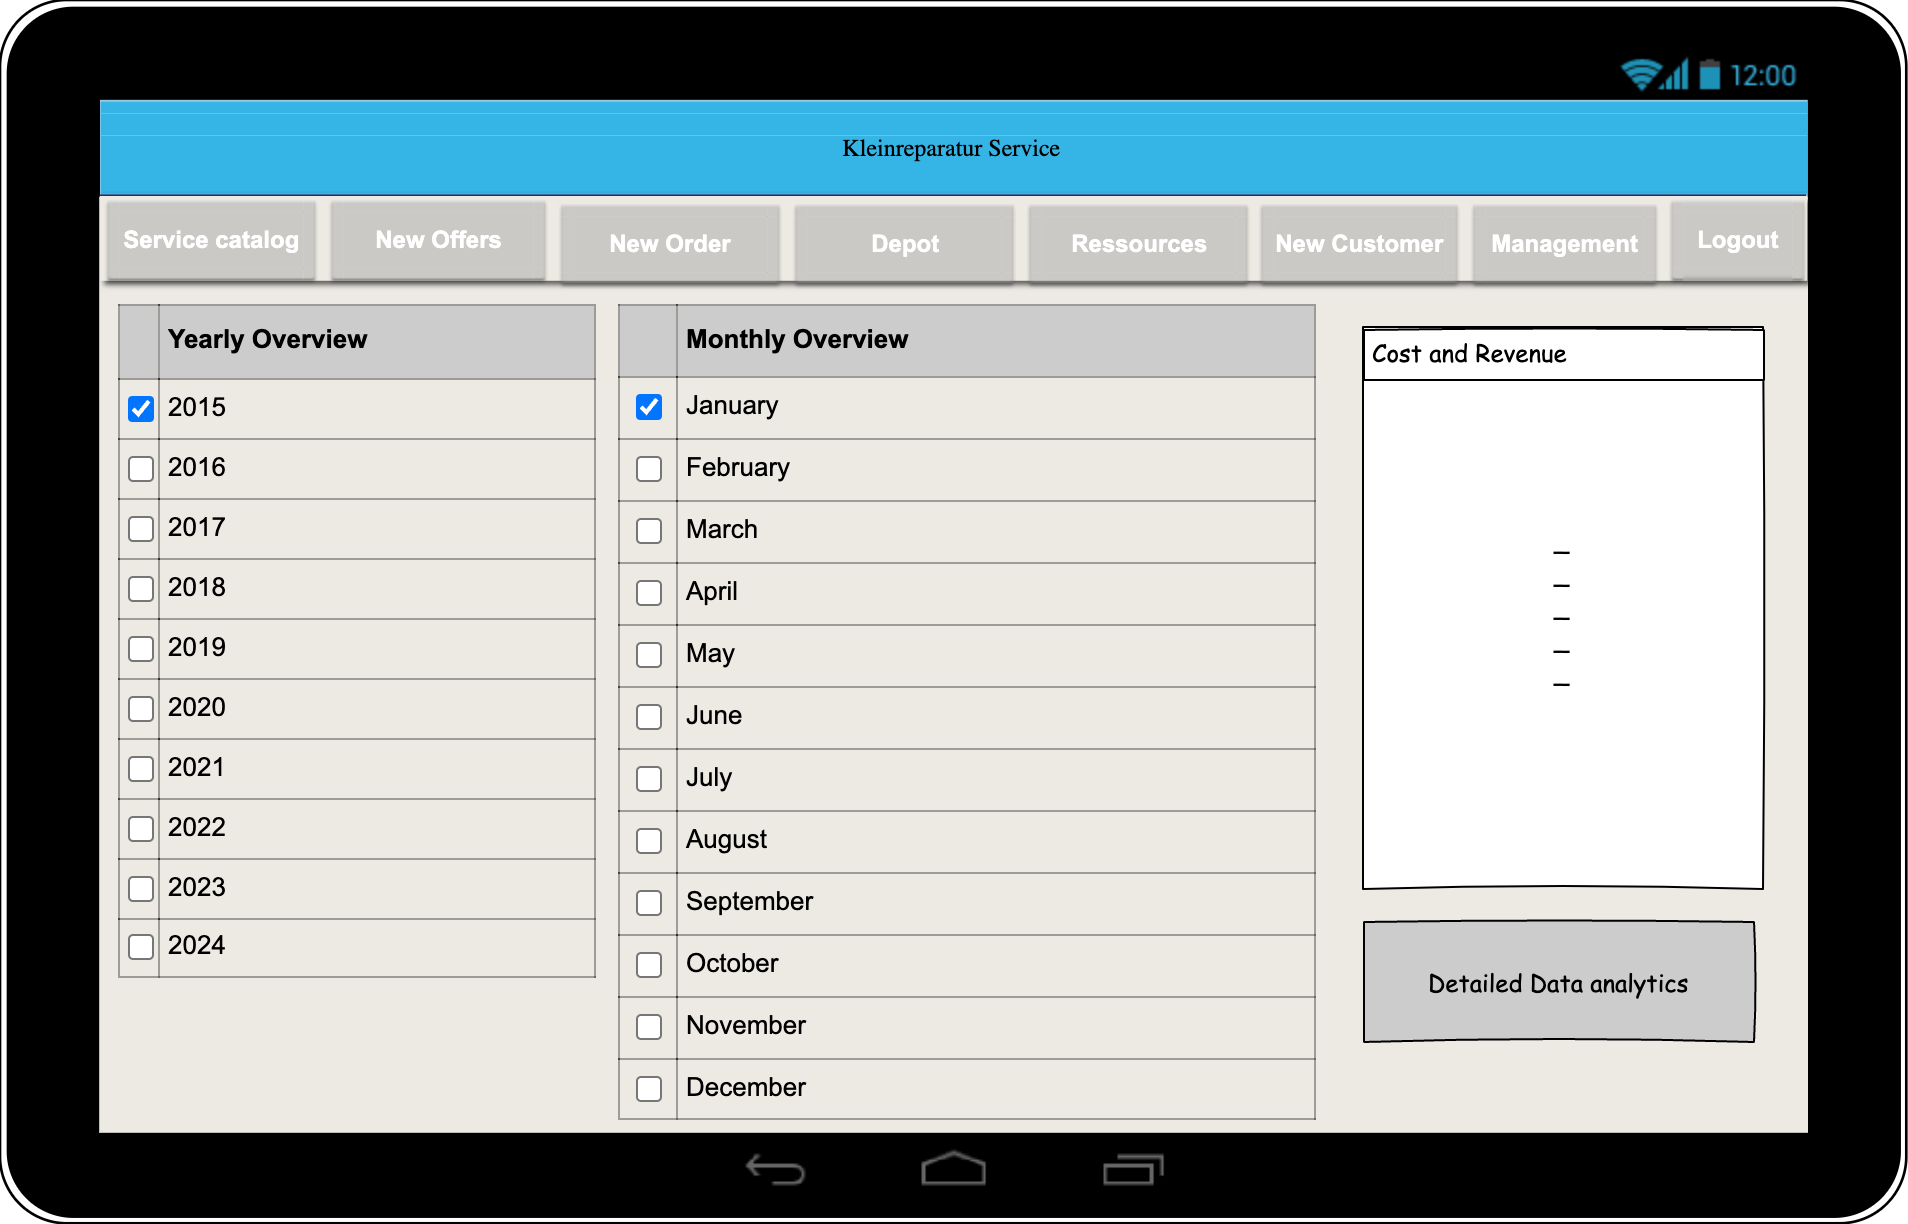 12:00
Kleinreparatur Service
Service catalog
New Offers
New Order
Depot
Ressources
New Customer
Management
Logout
Yearly Overview
2015
2016
2017
2018
2019
2020
2021
2022
2023
2024
Monthly Overview
January
February
March
April
May
June
July
August
September
October
November
December
Cost and Revenue
_
_
_
_
_
Detailed Data analytics